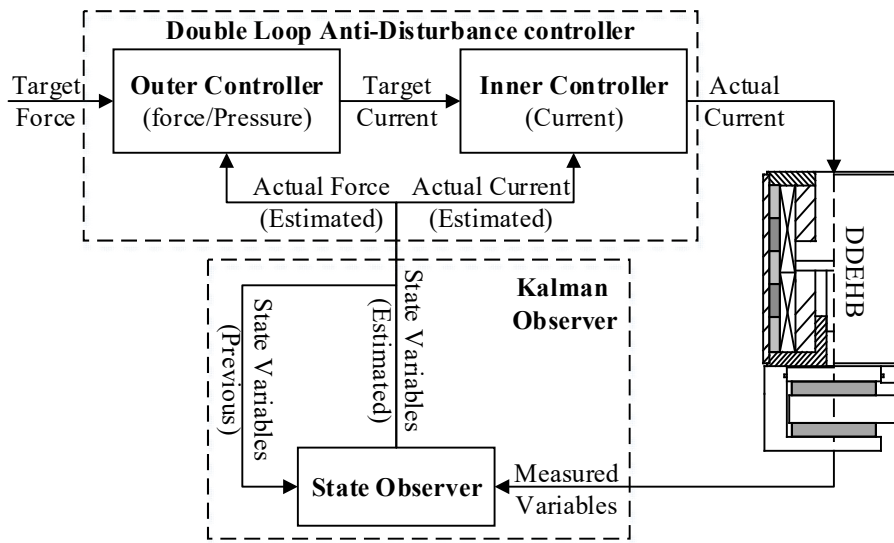 Double Loop Anti-Disturbance controller
Target
Force
Outer Controller
(force/Pressure)
Target
Current
Inner Controller
(Current)
Actual
Current
Actual Force
(Estimated)
Actual Current
(Estimated)
DDEHB
Kalman
Observer
State Variables
(Previous)
State Variables
(Estimated)
State Observer
Measured
Variables